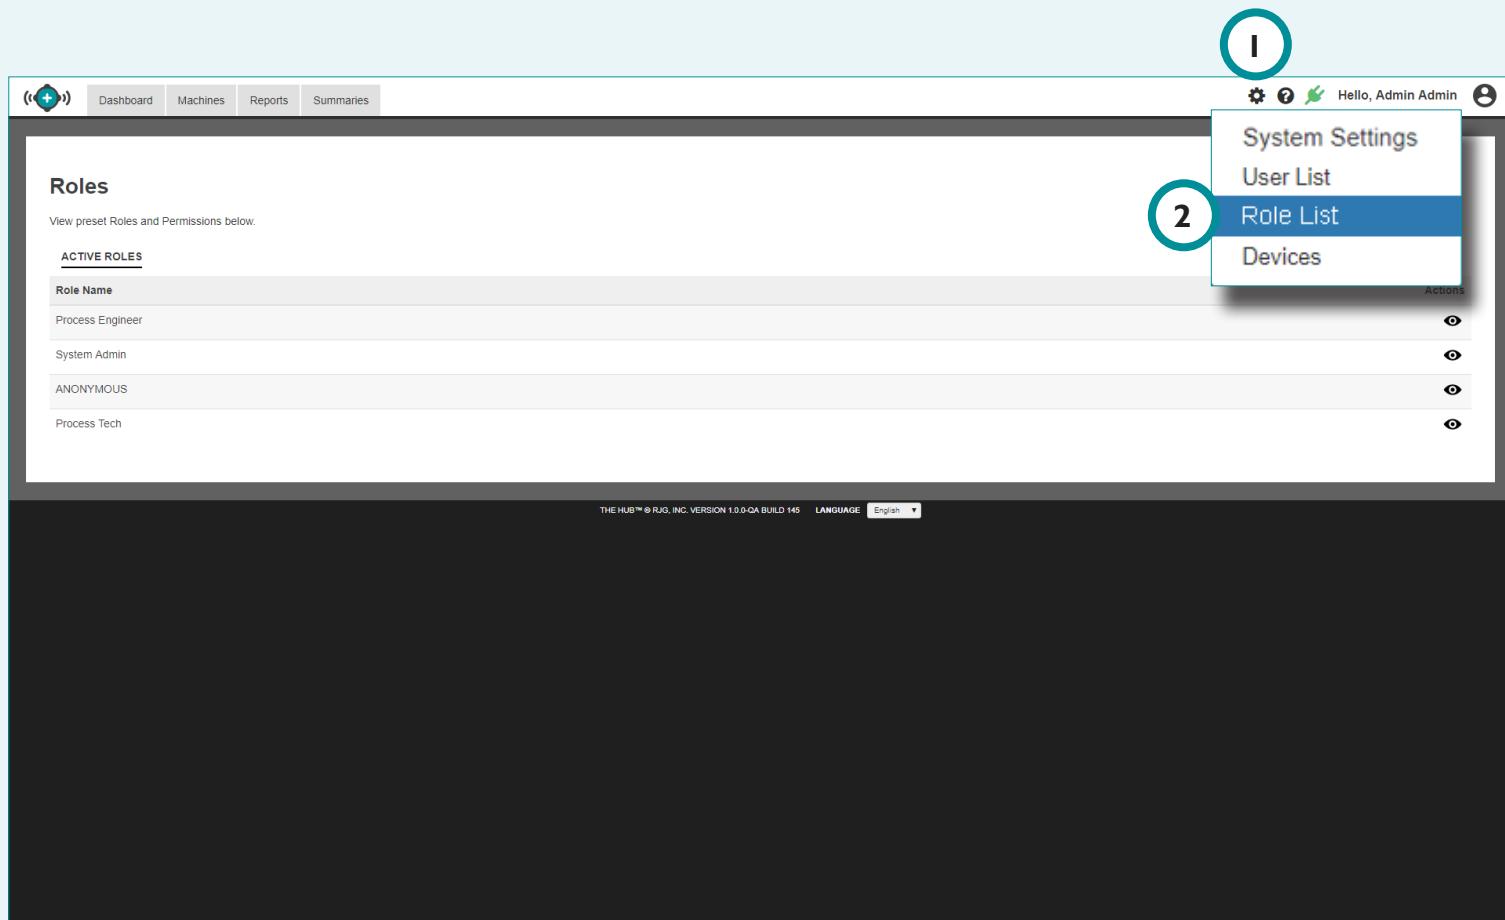 1
Dashboard Machines Reports Summaries Hello, Admin Admin
System Settings
User List
2 Role List
Devices
Roles
View preset Roles and Permissions below.
ACTIVE ROLES
Role Name Actions
Process Engineer
System Admin
ANONYMOUS
Process Tech
THE HUB™ © RJG, INC. VERSION 1.0.0-QA BUILD 145 LANGUAGE English